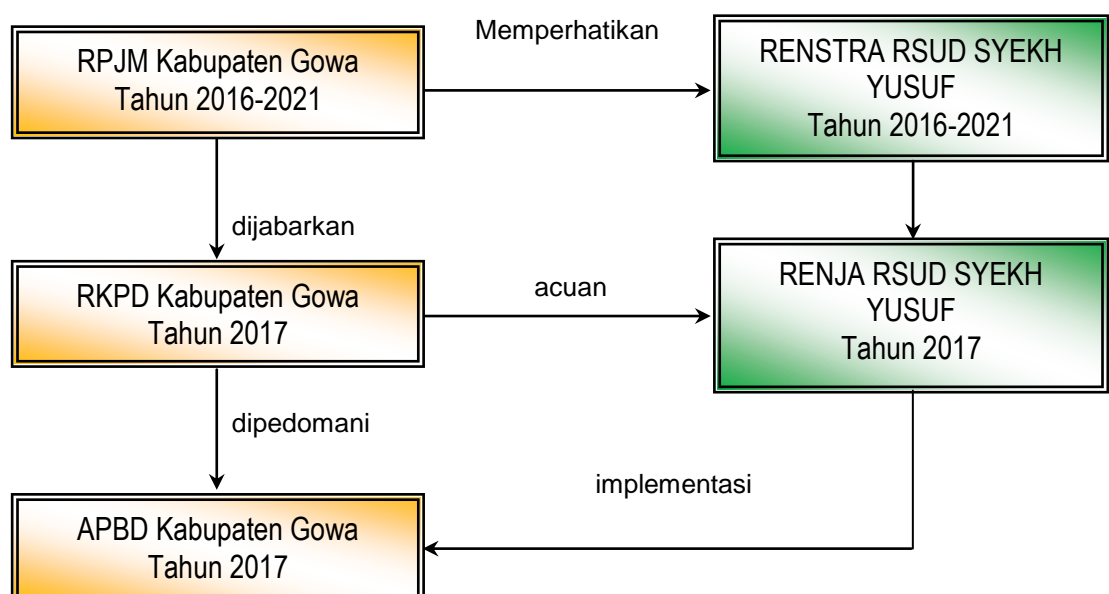 RPJM Kabupaten Gowa
Tahun 2016-2021
Memperhatikan
RENSTRA RSUD SYEKH
YUSUF
Tahun 2016-2021
dijabarkan
RKPD Kabupaten Gowa
Tahun 2017
acuan
RENJA RSUD SYEKH
YUSUF
Tahun 2017
dipedomani
implementasi
APBD Kabupaten Gowa
Tahun 2017